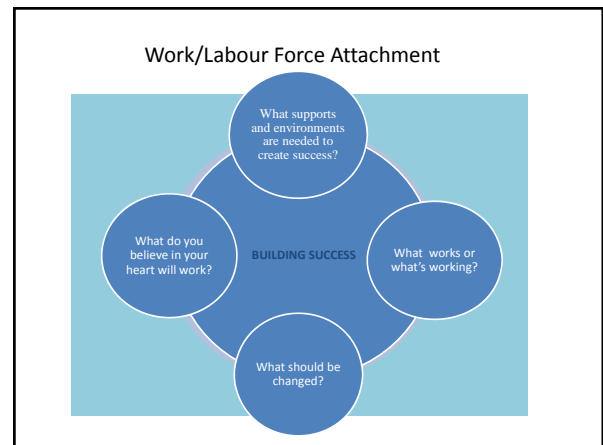 Work/Labour Force Attachment
What supports
and environments
are needed to
create success?
What do you
believe in your
heart will work?
BUILDING SUCCESS
What works or
what's working?
What should be
changed?